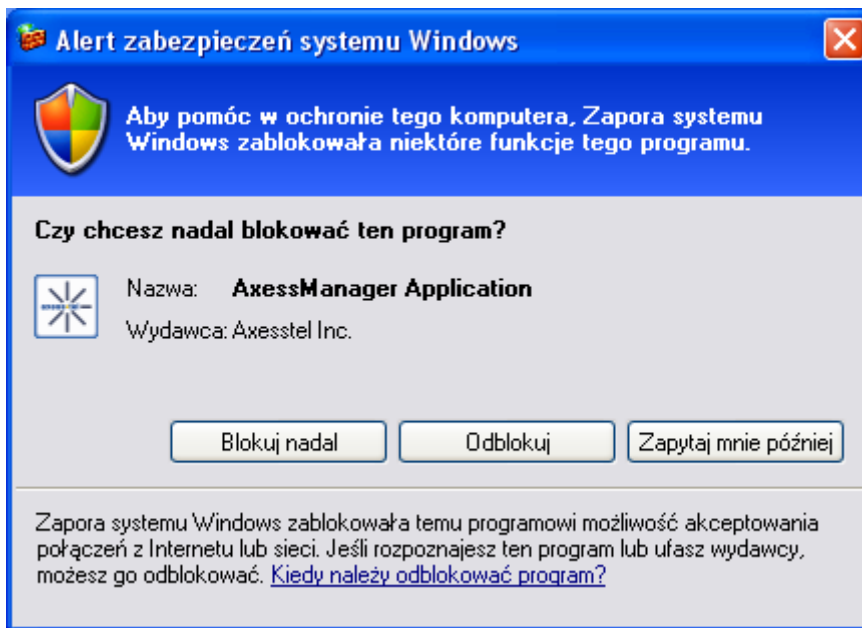 Alert zabezpieczeń systemu Windows
Aby pomóc w ochronie tego komputera, Zapora systemu
Windows zablokowała niektóre funkcje tego programu.
Czy chcesz nadal blokować ten program?
Nazwa: AxessManager Application
Wydawca: Axesstel Inc.
Blokuj nadal Odblokuj Zapytaj mnie później
Zapora systemu Windows zablokowała temu programowi możliwość akceptowania
połączeń z Internetu lub sieci. Jeśli rozpoznajesz ten program lub ufasz wydawcy,
możesz go odblokować. Kiedy należy odblokować program?